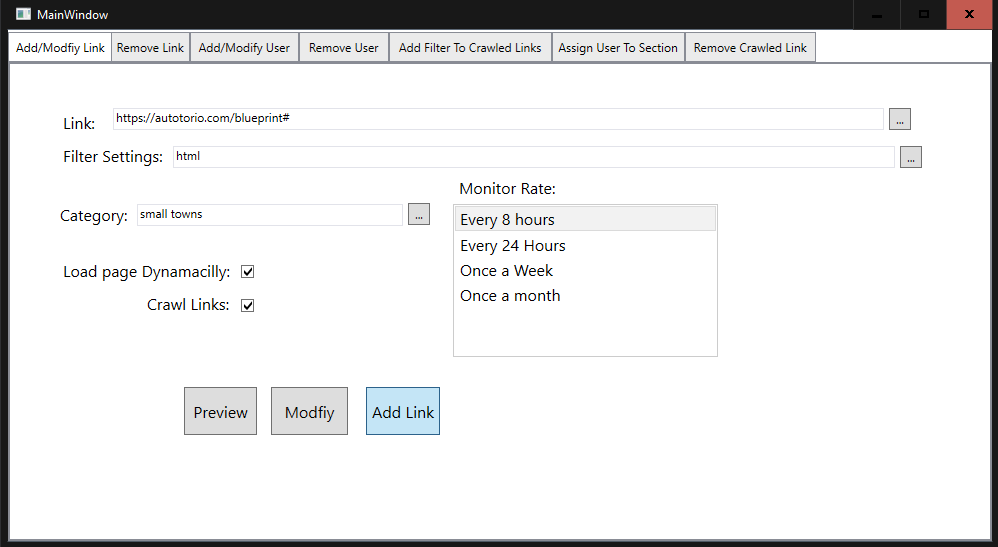 MainWindow
Add/Modfiy Link Remove Link Add/Modify User Remove User Add Filter To Crawled Links Assign User To Section Remove Crawled Link
Link: https://autotorio.com/blueprint# ...
Filter Settings: html ...
Monitor Rate:
Category: small towns ...
Every 8 hours
Every 24 Hours
Once a Week
Once a month
Load page Dynamacilly:
Crawl Links:
Preview Modfiy Add Link